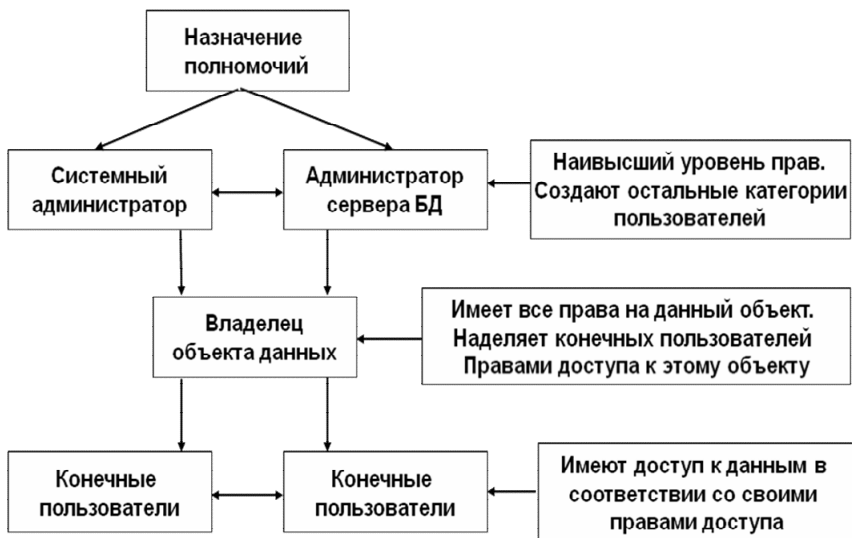 Назначение
полномочий
Системный
администратор
Администратор
сервера БД
Наивысший уровень прав.
Создают остальные категории
пользователей
Владелец
объекта данных
Имеет все права на данный объект.
Наделяет конечных пользователей
Правами доступа к этому объекту
Конечные
пользователи
Конечные
пользователи
Имеют доступ к данным в
соответствии со своими
правами доступа